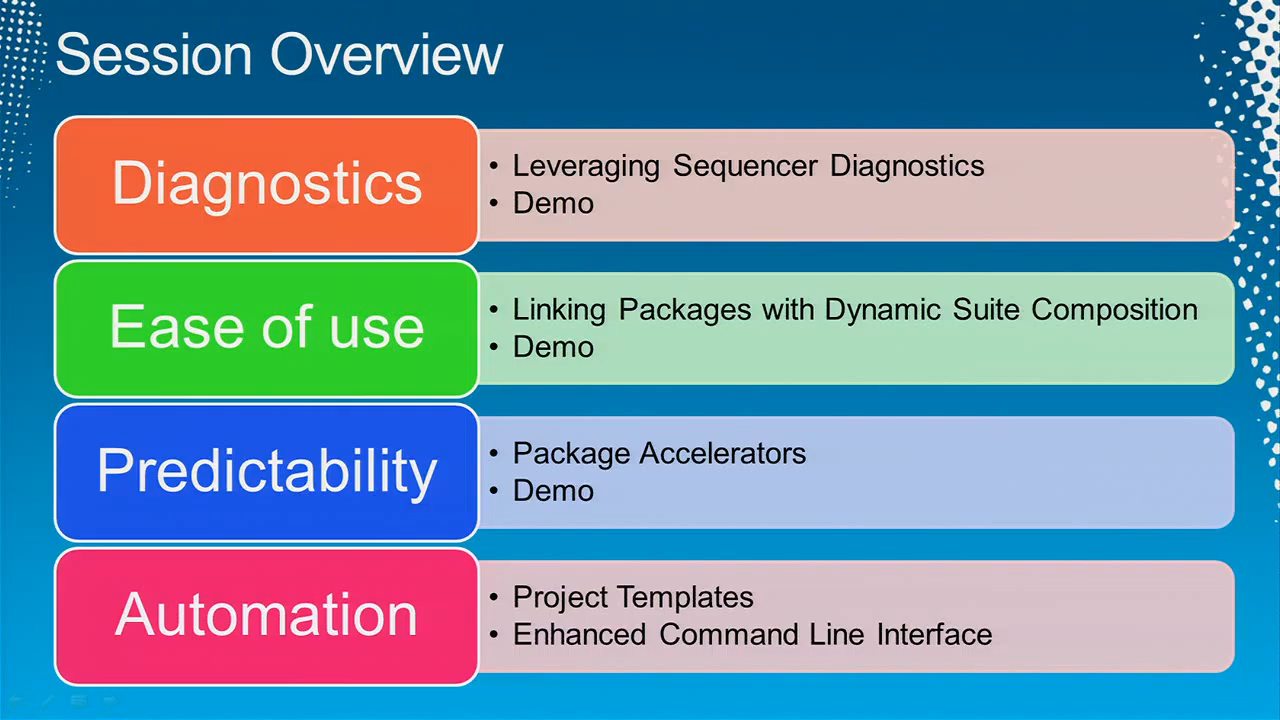 Session Overview
Diagnostics
• Leveraging Sequencer Diagnostics
• Demo
Ease of use
• Linking Packages with Dynamic Suite Composition
• Demo
Predictability
• Package Accelerators
• Demo
Automation
• Project Templates
• Enhanced Command Line Interface